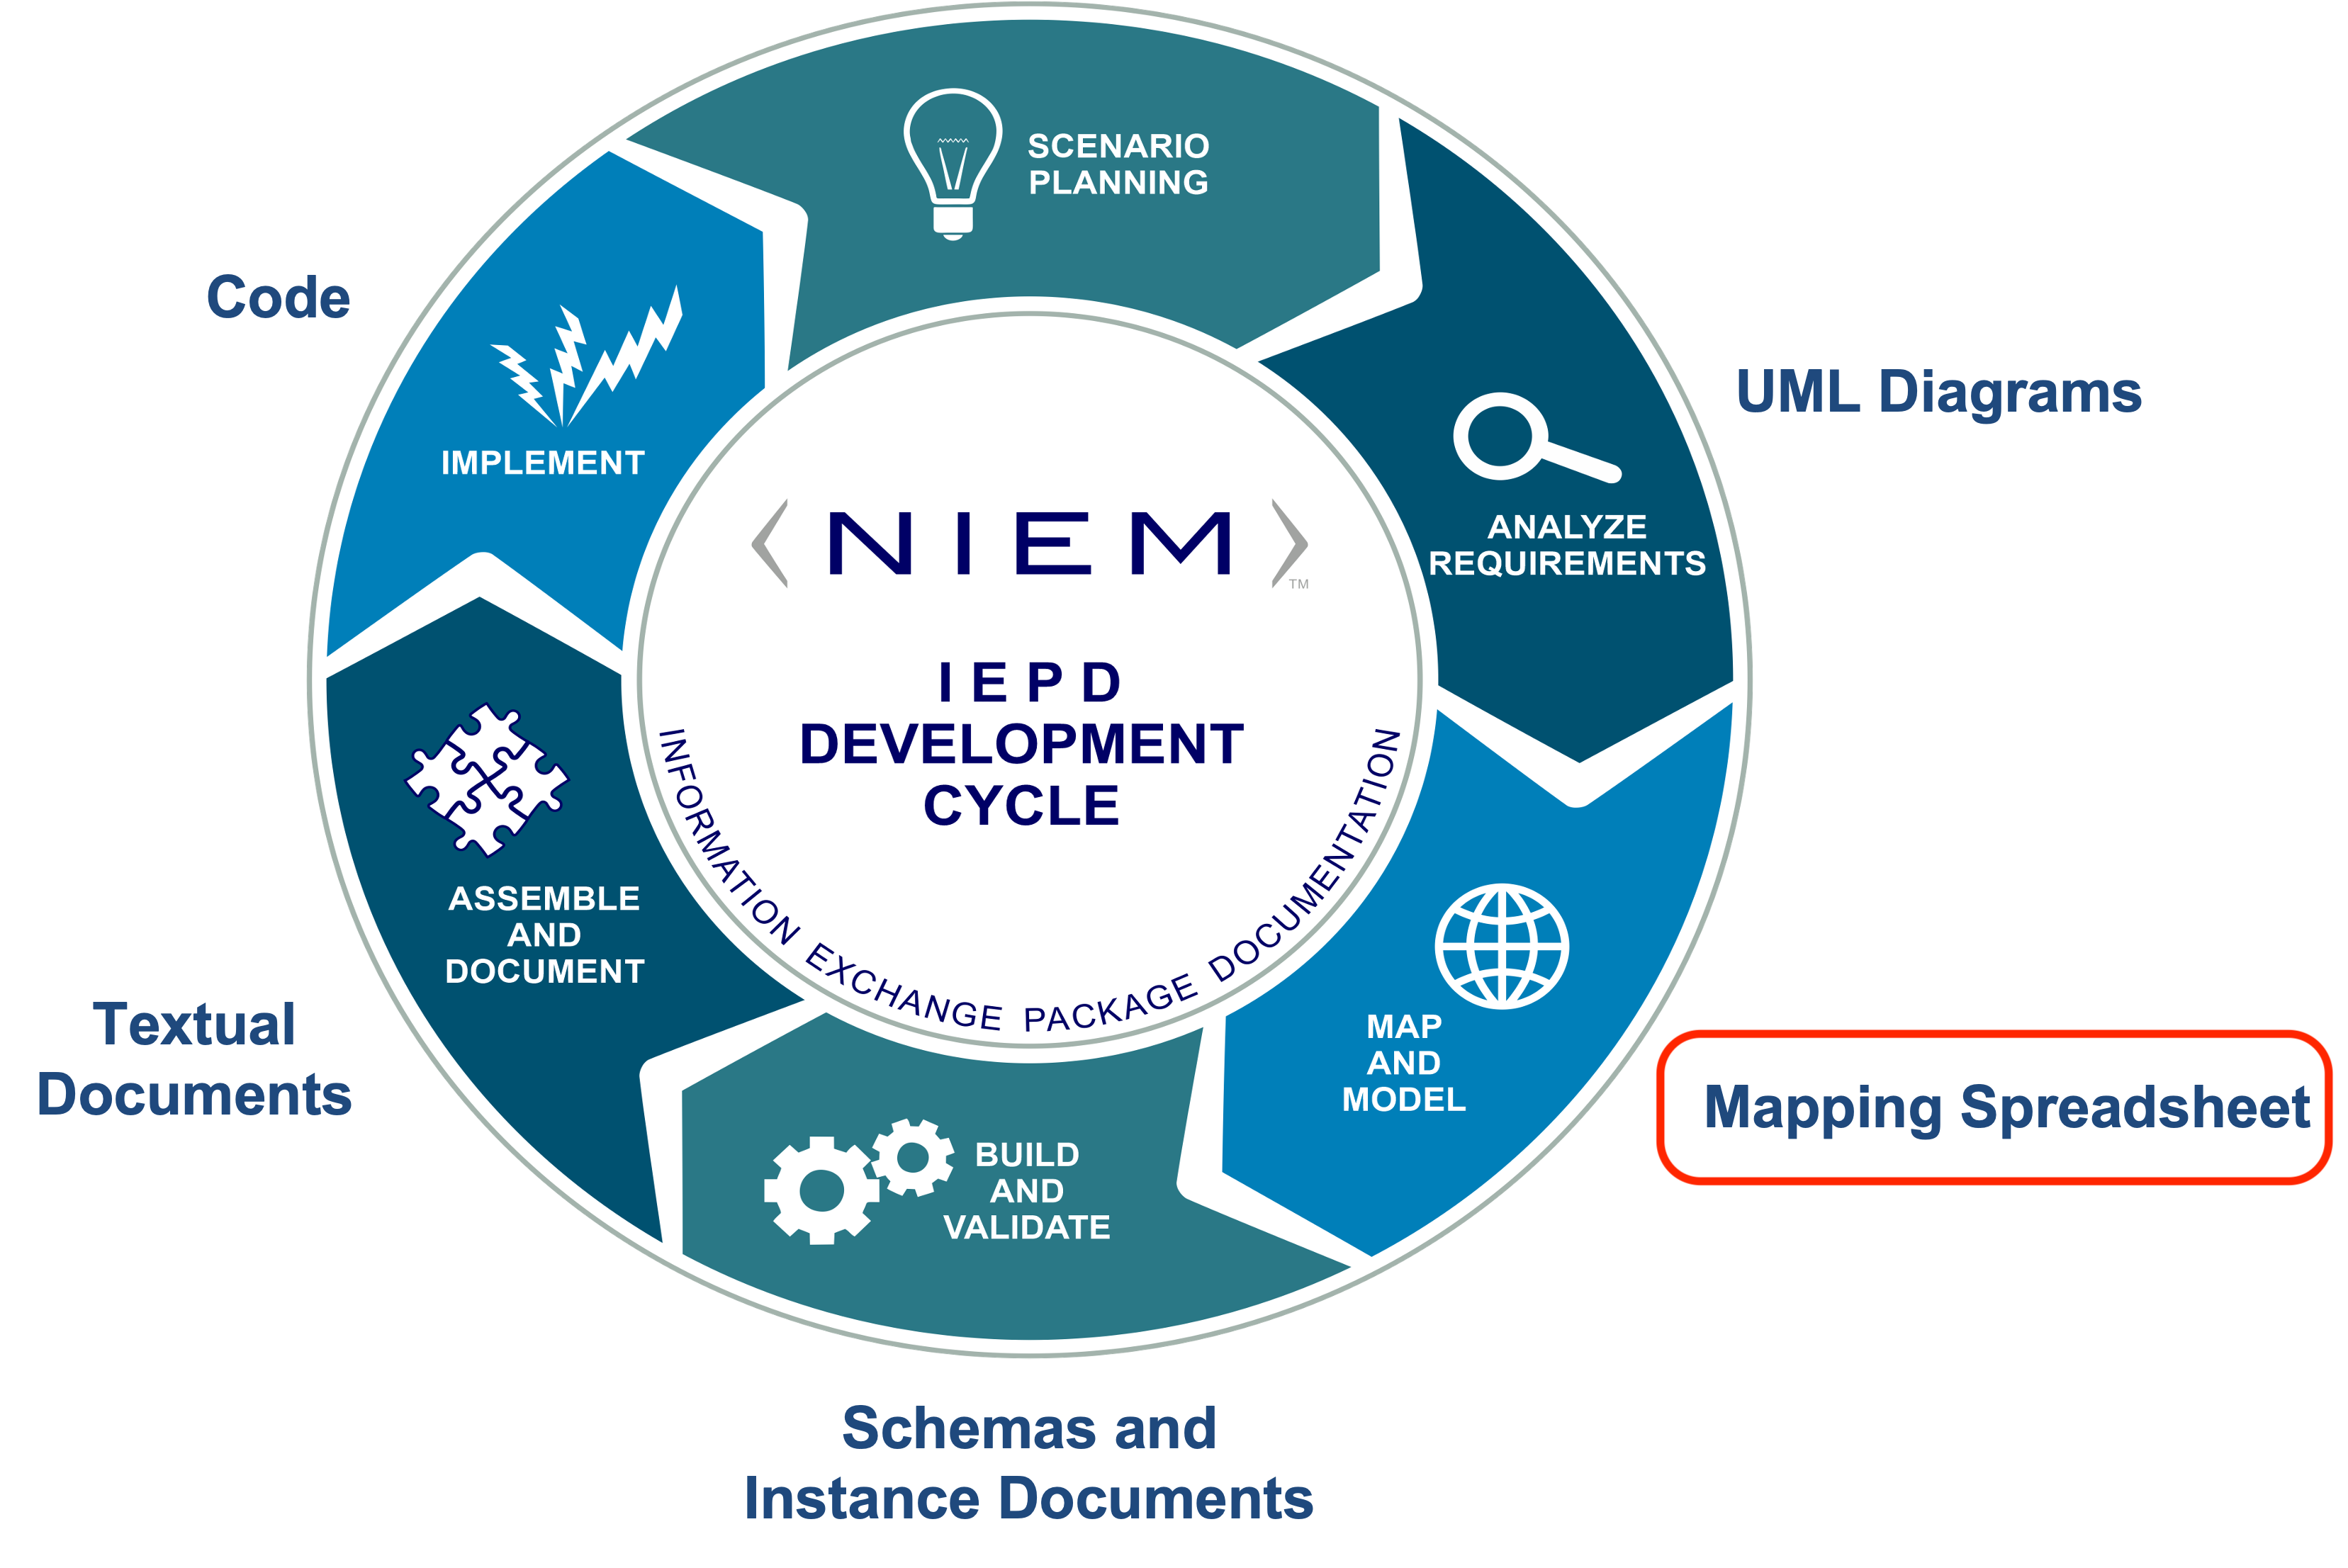 SCENARIO
PLANNING
Code
IMPLEMENT
UML Diagrams
ANALYZE
REQUIREMENTS
NIEM
TM
IEPD
DEVELOPMENT
CYCLE
INFORMATION EXCHANGE PACKAGE DOCUMENTATION
ASSEMBLE
AND
DOCUMENT
MAP
AND
MODEL
Textual
Documents
Mapping Spreadsheet
BUILD
AND
VALIDATE
Schemas and
Instance Documents